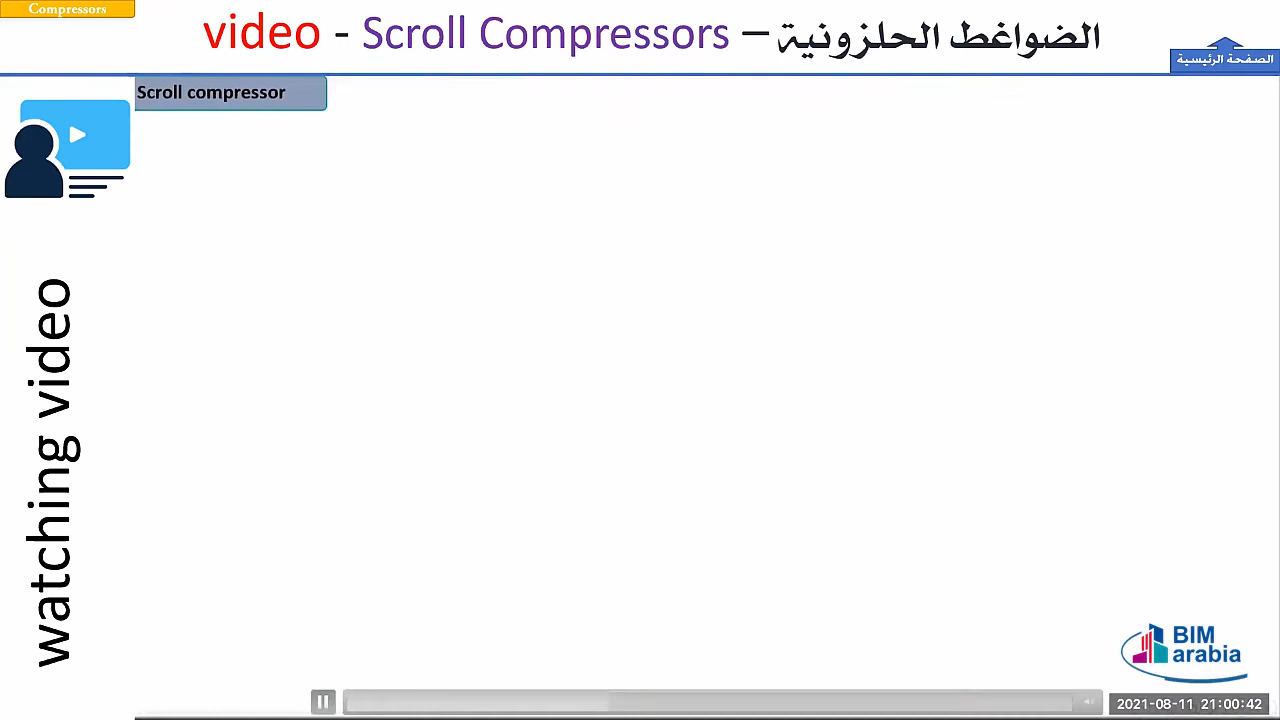 Compressors
video - Scroll Compressors – الضواغط الحلزونية
الصفحة الرئيسية
Scroll compressor
watching video
BIM
arabia
2021-08-11 21:00:42